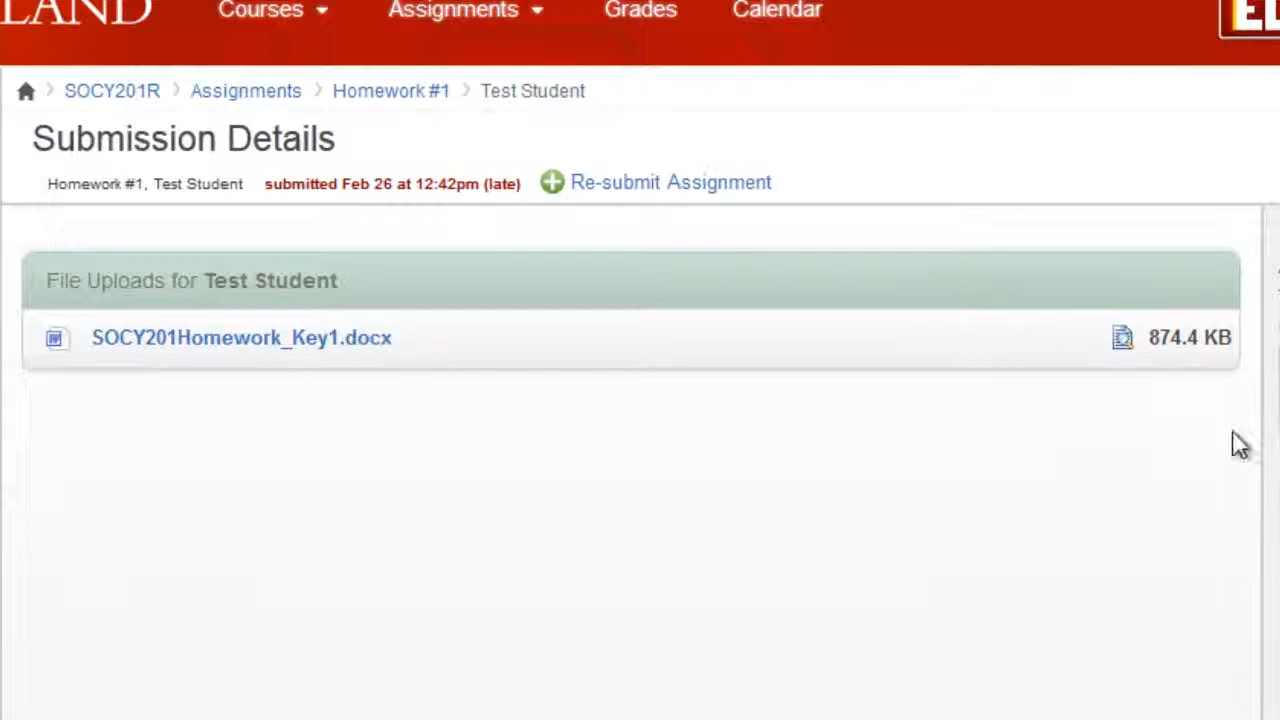 LAND Courses Assignments Grades Calendar
SOCY201R Assignments Homework #1 Test Student
Submission Details
Homework #1, Test Student submitted Feb 26 at 12:42pm (late) Re-submit Assignment
File Uploads for Test Student
SOCY201Homework_Key1.docx 874.4 KB